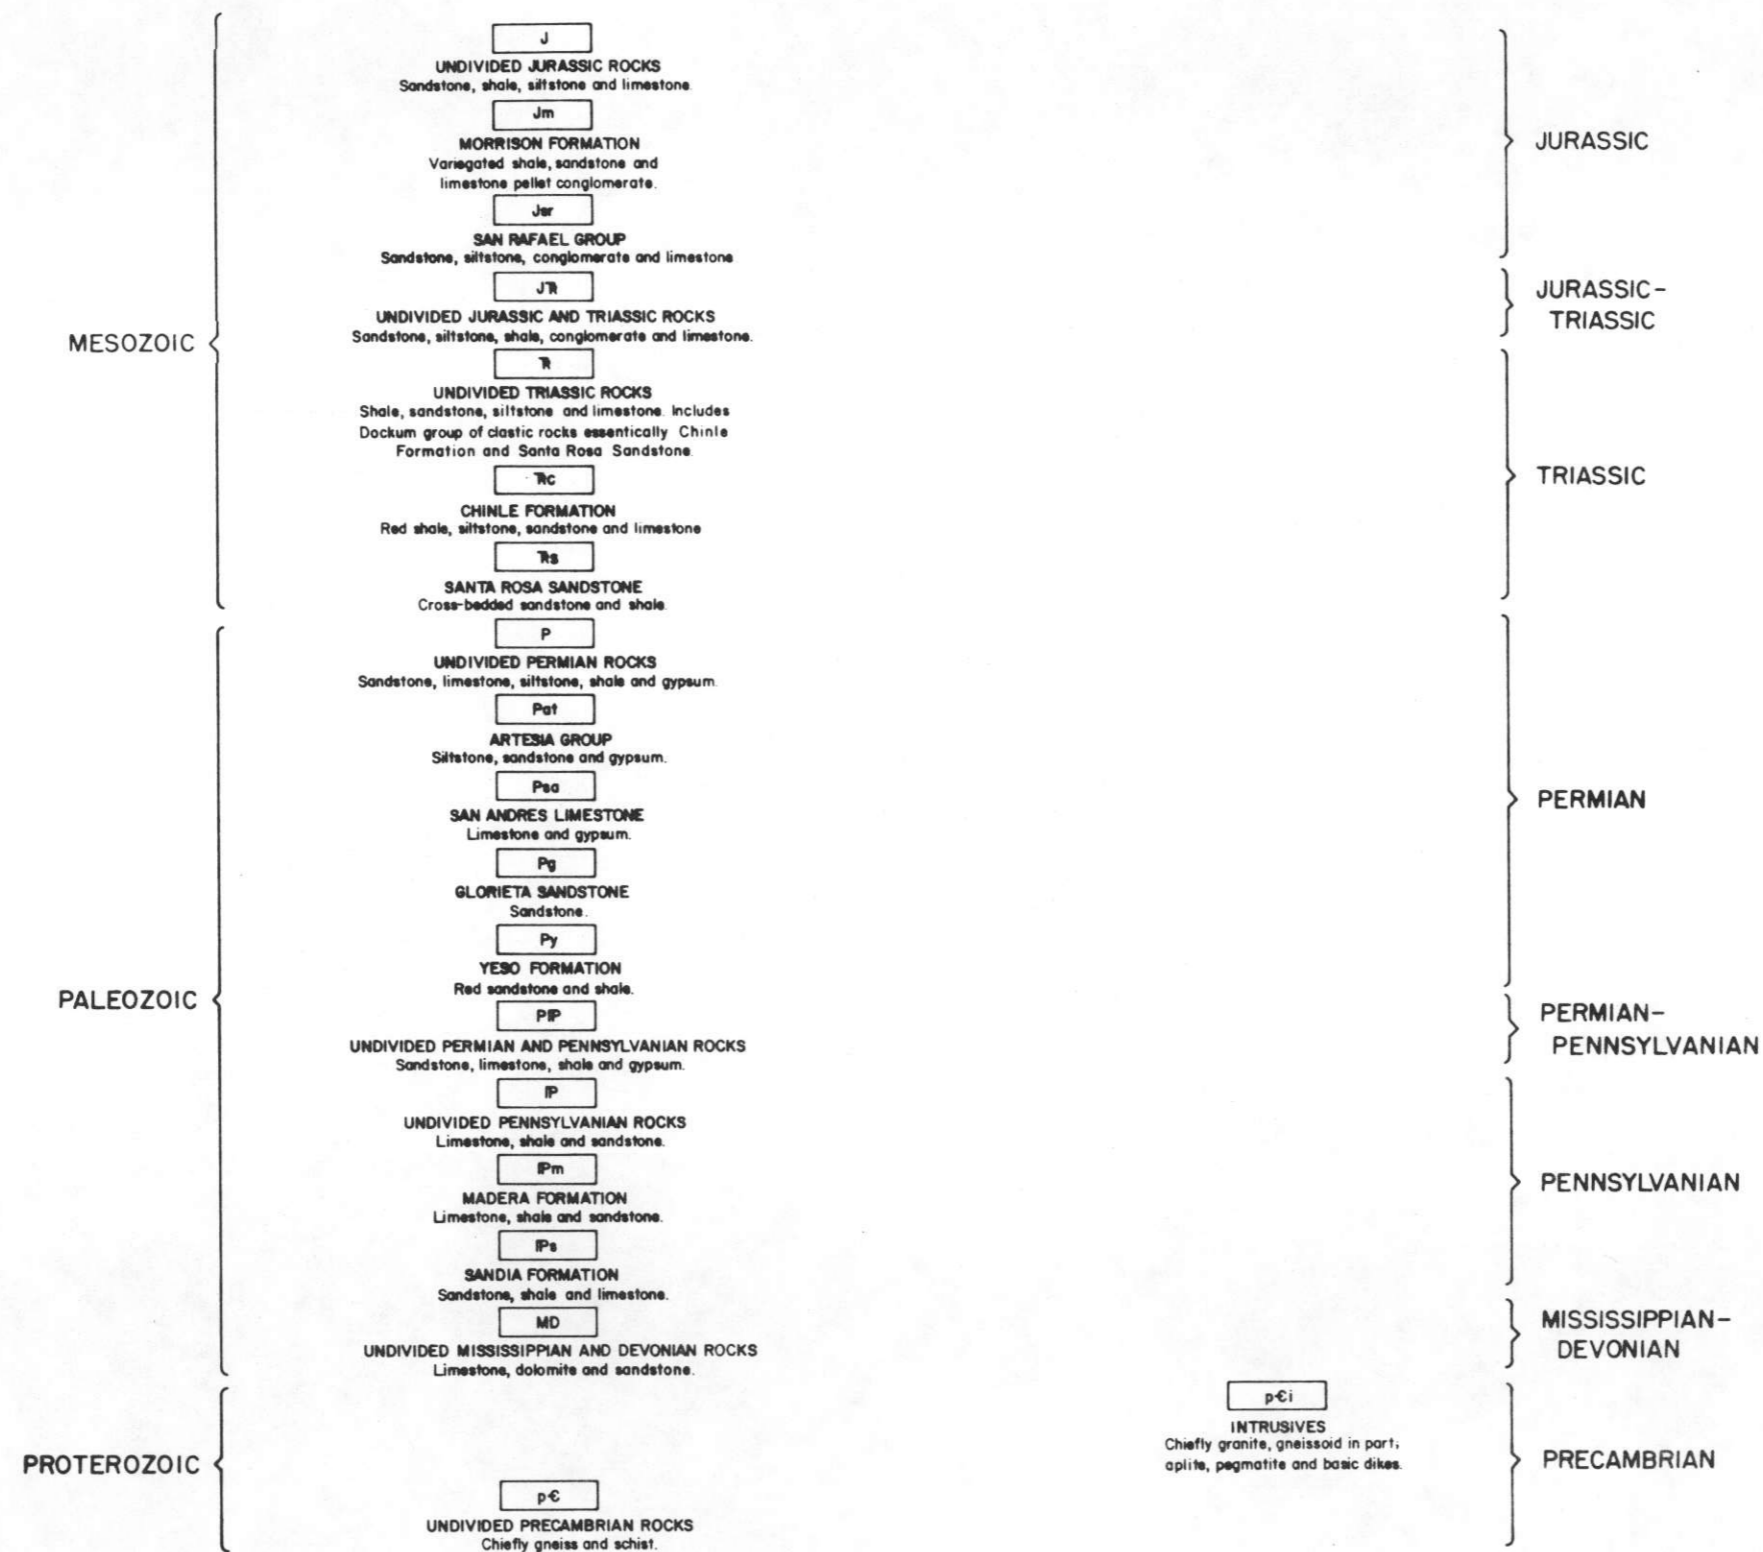 J
UNDIVIDED JURASSIC ROCKS
Sandstone, shale, siltstone and limestone.
Jm
MORRISON FORMATION
Variegated shale, sandstone and
limestone pellet conglomerate.
Jsr
SAN RAFAEL GROUP
Sandstone, siltstone, conglomerate and limestone
JURASSIC
J₸
UNDIVIDED JURASSIC AND TRIASSIC ROCKS
Sandstone, siltstone, shale, conglomerate and limestone.
JURASSIC-
TRIASSIC
MESOZOIC
₸
UNDIVIDED TRIASSIC ROCKS
Shale, sandstone, siltstone and limestone. Includes
Dockum group of clastic rocks essentically Chinle
Formation and Santa Rosa Sandstone.
₸c
CHINLE FORMATION
Red shale, siltstone, sandstone and limestone
₸s
SANTA ROSA SANDSTONE
Cross-bedded sandstone and shale.
TRIASSIC
P
UNDIVIDED PERMIAN ROCKS
Sandstone, limestone, siltstone, shale and gypsum.
Pat
ARTESIA GROUP
Siltstone, sandstone and gypsum.
Psa
SAN ANDRES LIMESTONE
Limestone and gypsum.
Pg
GLORIETA SANDSTONE
Sandstone.
Py
YESO FORMATION
Red sandstone and shale.
PERMIAN
PALEOZOIC
PIP
UNDIVIDED PERMIAN AND PENNSYLVANIAN ROCKS
Sandstone, limestone, shale and gypsum.
PERMIAN-
PENNSYLVANIAN
IP
UNDIVIDED PENNSYLVANIAN ROCKS
Limestone, shale and sandstone.
IPm
MADERA FORMATION
Limestone, shale and sandstone.
IPs
SANDIA FORMATION
Sandstone, shale and limestone.
PENNSYLVANIAN
MD
UNDIVIDED MISSISSIPPIAN AND DEVONIAN ROCKS
Limestone, dolomite and sandstone.
MISSISSIPPIAN-
DEVONIAN
PROTEROZOIC
p€i
INTRUSIVES
Chiefly granite, gneissoid in part;
aplite, pegmatite and basic dikes.
p€
UNDIVIDED PRECAMBRIAN ROCKS
Chiefly gneiss and schist.
PRECAMBRIAN